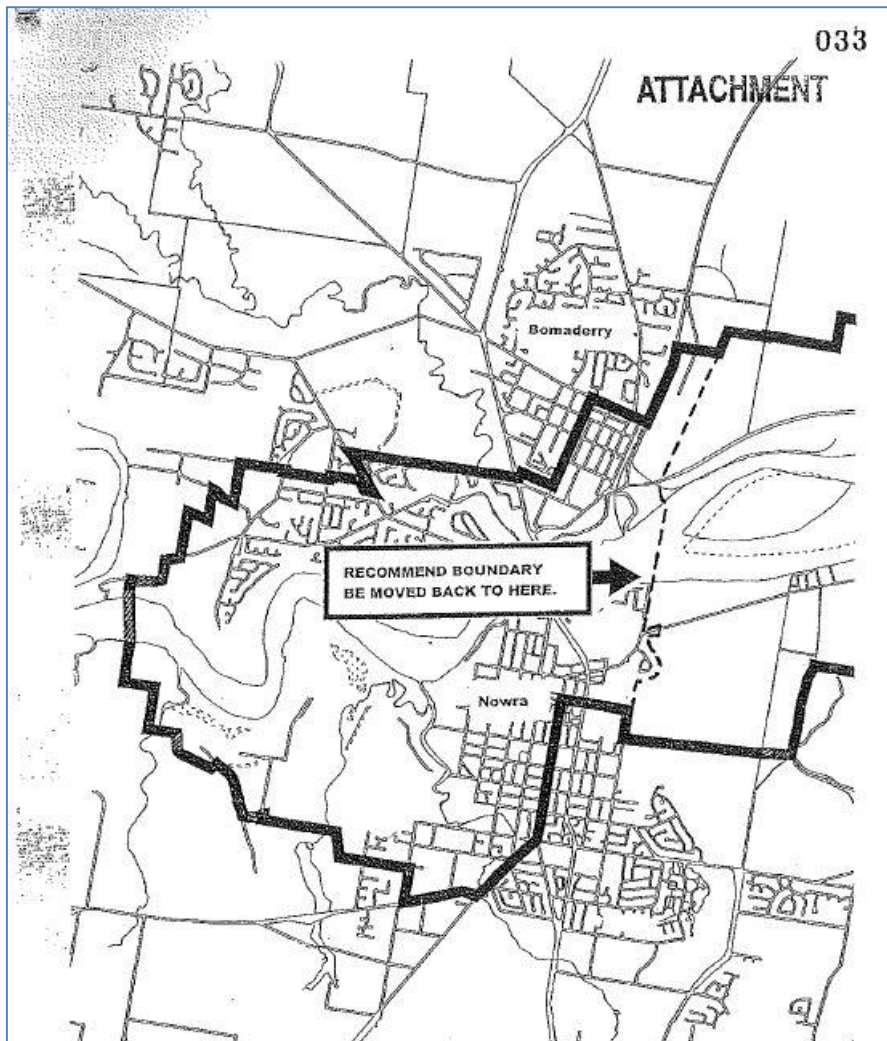 033
ATTACHMENT
Bomaderry
RECOMMEND BOUNDARY
BE MOVED BACK TO HERE.
Nowra